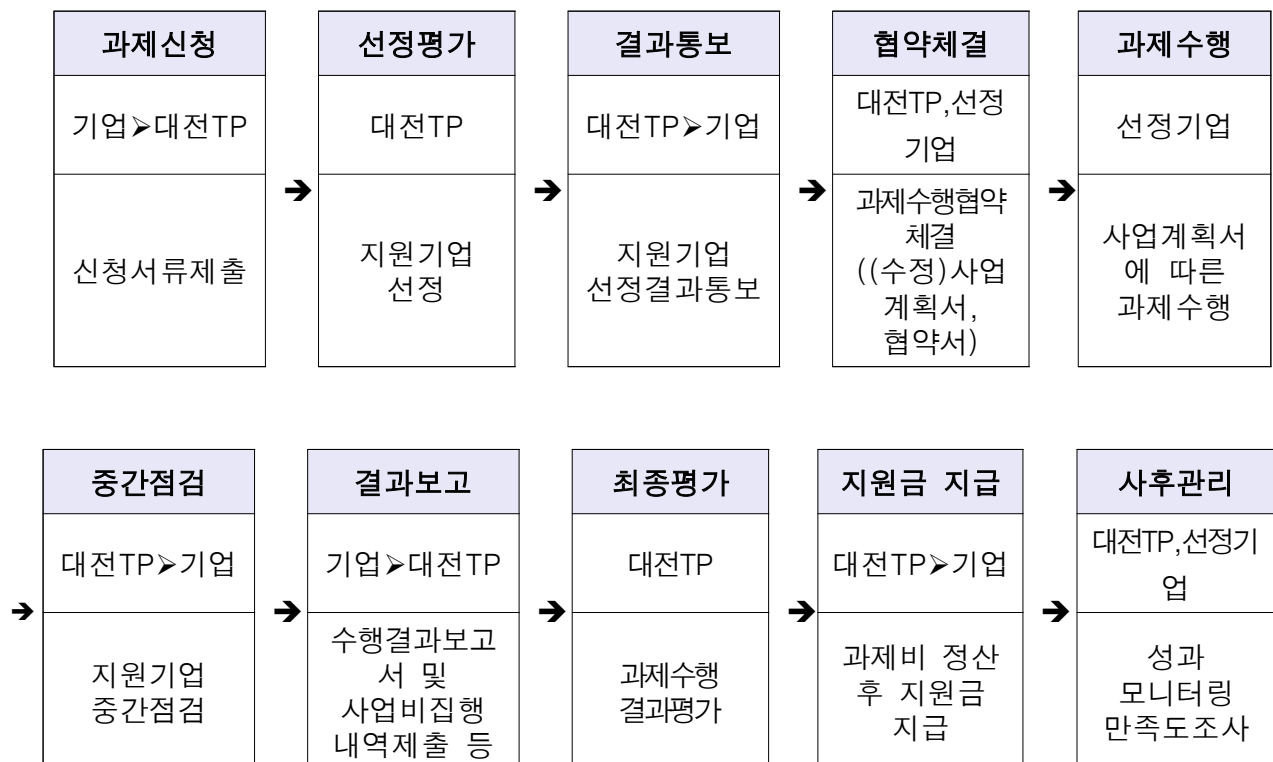 과제신청
기업➢대전TP
신청서류제출
➔
선정평가
대전TP
지원기업
선정
➔
결과통보
대전TP➢기업
지원기업
선정결과통보
➔
협약체결
대전TP,선정
기업
과제수행협약
체결
((수정)사업
계획서,
협약서)
➔
과제수행
선정기업
사업계획서
에 따른
과제수행
➔
중간점검
대전TP➢기업
지원기업
중간점검
➔
결과보고
기업➢대전TP
수행결과보고
서 및
사업비집행
내역제출 등
➔
최종평가
대전TP
과제수행
결과평가
➔
지원금 지급
대전TP➢기업
과제비 정산
후 지원금
지급
➔
사후관리
대전TP,선정기
업
성과
모니터링
만족도조사